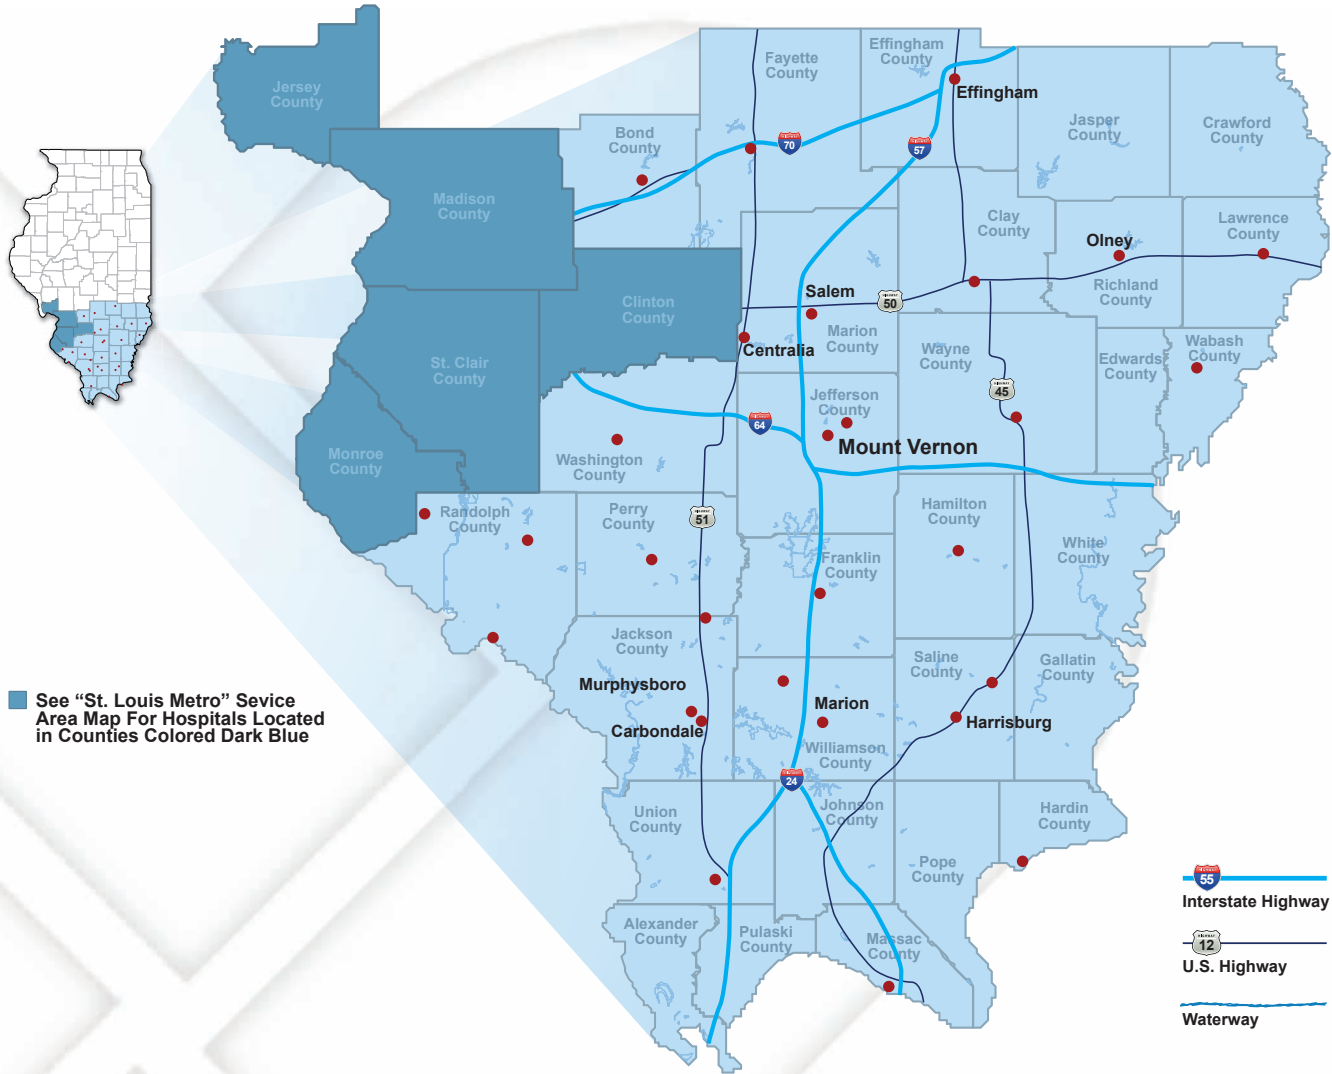 Jersey
County
Madison
County
Bond
County
Fayette
County
Effingham
County
Effingham
Jasper
County
Crawford
County
70
57
Clay
County
Lawrence
County
Olney
Richland
County
Clinton
County
Salem
50
Marion
County
Centralia
St. Clair
County
Wayne
County
Edwards
County
Wabash
County
45
Jefferson
County
64
Mount Vernon
Monroe
County
Washington
County
Randolph
County
Perry
County
51
Hamilton
County
White
County
Franklin
County
Jackson
County
Saline
County
Gallatin
County
Murphysboro
Carbondale
Marion
Williamson
County
Harrisburg
24
See “St. Louis Metro” Sevice
Area Map For Hospitals Located
in Counties Colored Dark Blue
Union
County
Johnson
County
Hardin
County
Pope
County
Alexander
County
Pulaski
County
Massac
County
55
Interstate Highway
12
U.S. Highway
Waterway